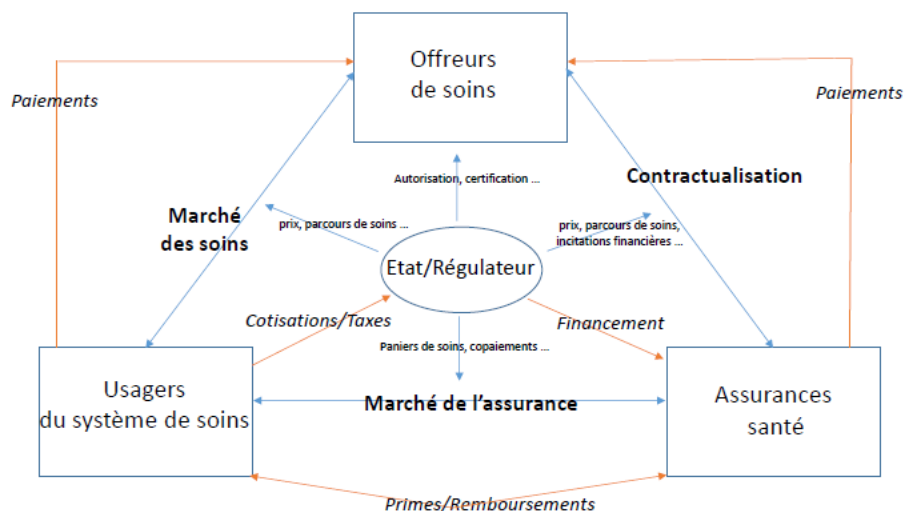 Offreurs
de soins
Paiements
Paiements
Autorisation, certification ...
Contractualisation
Marché
des soins
prix, parcours de soins ...
prix, parcours de soins,
incitations financières ...
Etat/Régulateur
Cotisations/Taxes
Financement
Paniers de soins, copaiements ...
Usagers
du système de soins
Marché de l'assurance
Assurances
santé
Primes/Remboursements